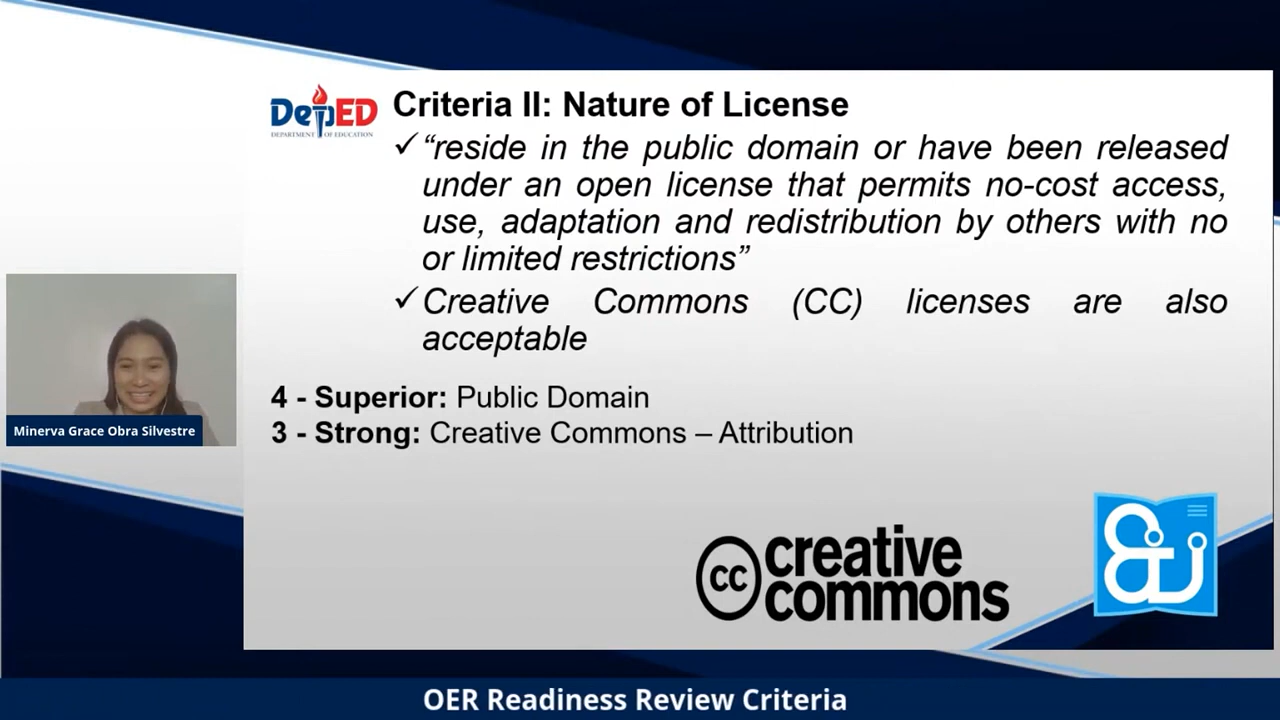 DepED
DEPARTMENT OF EDUCATION
Criteria II: Nature of License
✓ “reside in the public domain or have been released
under an open license that permits no-cost access,
use, adaptation and redistribution by others with no
or limited restrictions”
✓ Creative Commons (CC) licenses are also
acceptable
4 - Superior: Public Domain
3 - Strong: Creative Commons – Attribution
Minerva Grace Obra Silvestre
cc creative
commons
OER Readiness Review Criteria